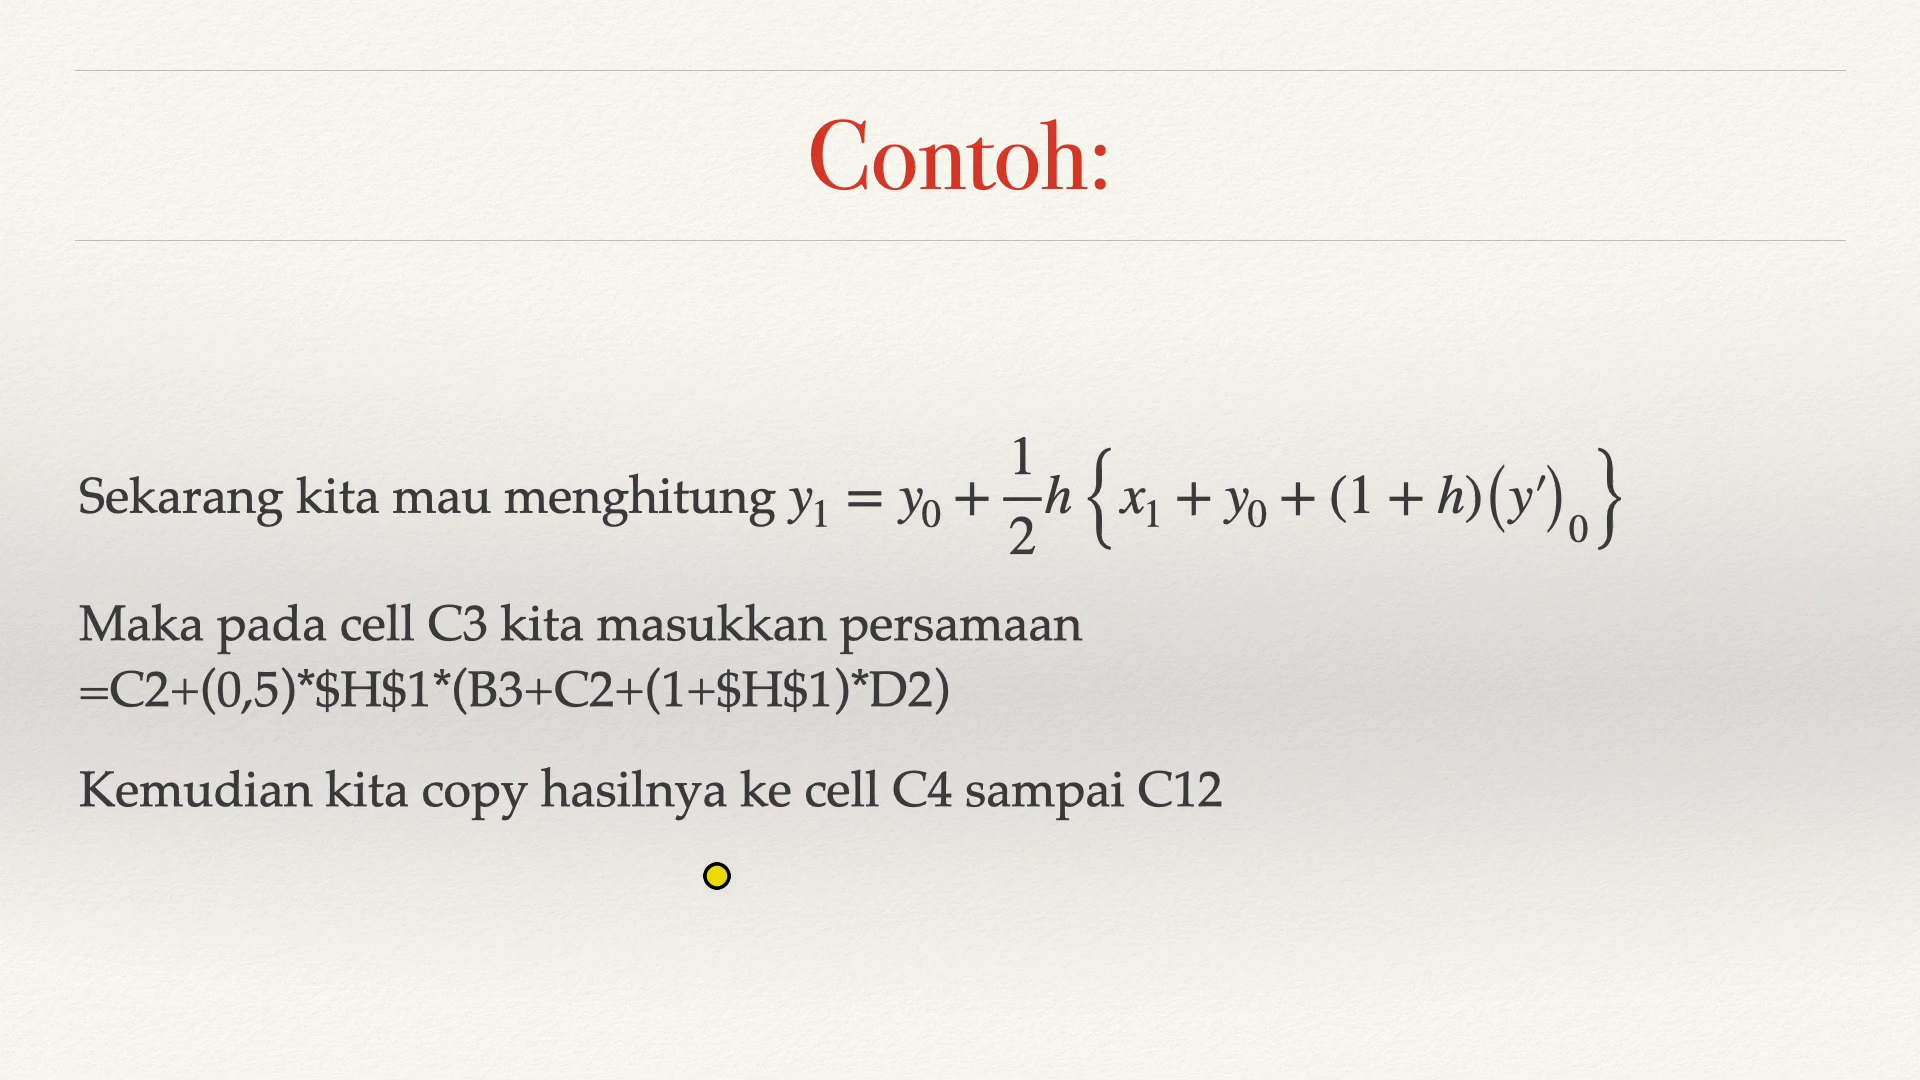 Contoh:
Sekarang kita mau menghitung y₁ = y₀ + 1/2 h {x₁ + y₀ + (1 + h)(y′)₀}
Maka pada cell C3 kita masukkan persamaan
=C2+(0,5)*$H$1*(B3+C2+(1+$H$1)*D2)
Kemudian kita copy hasilnya ke cell C4 sampai C12